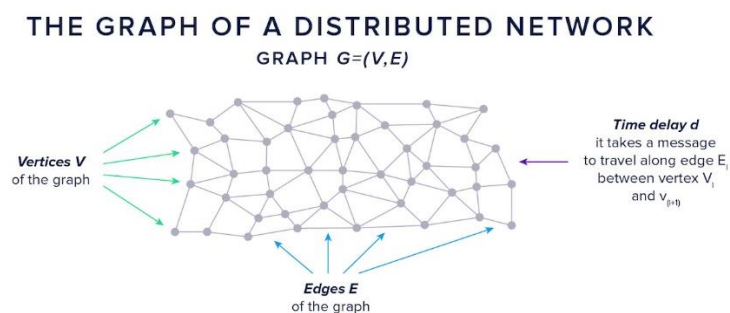 THE GRAPH OF A DISTRIBUTED NETWORK
GRAPH G=(V,E)
Vertices V
of the graph
Time delay d
it takes a message
to travel along edge Eᵢ
between vertex Vᵢ
and v₍ᵢ₊₁₎
Edges E
of the graph